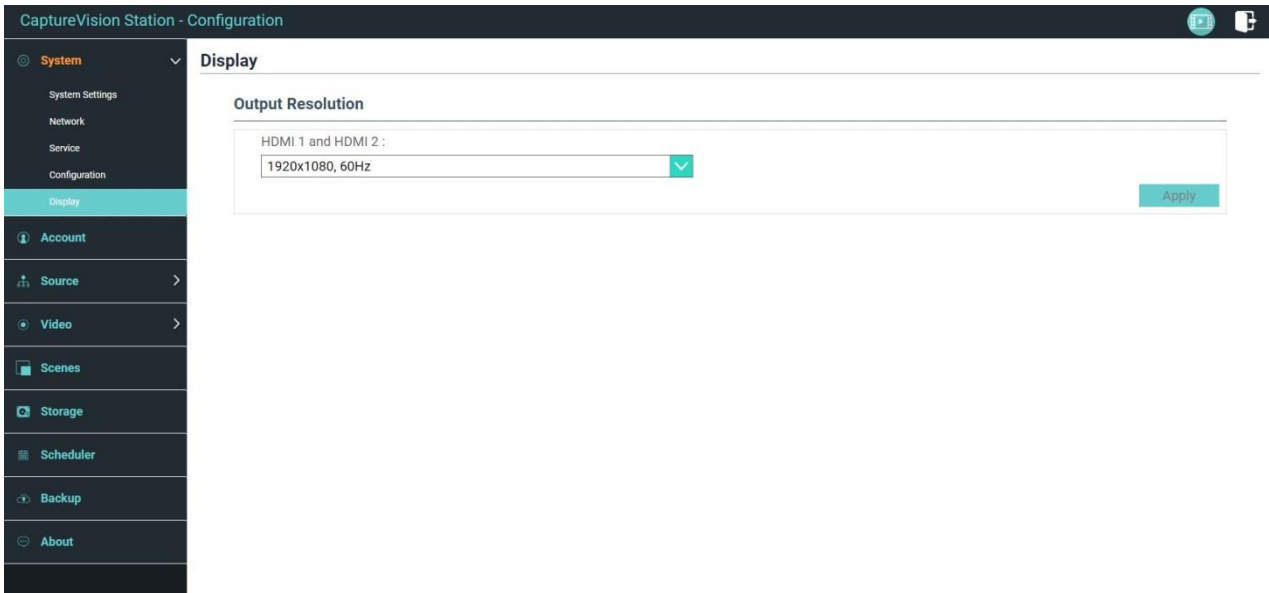 CaptureVision Station - Configuration
System
System Settings
Network
Service
Configuration
Display
Account
Source
Video
Scenes
Storage
Scheduler
Backup
About
Display
Output Resolution
HDMI 1 and HDMI 2 :
1920x1080, 60Hz
Apply